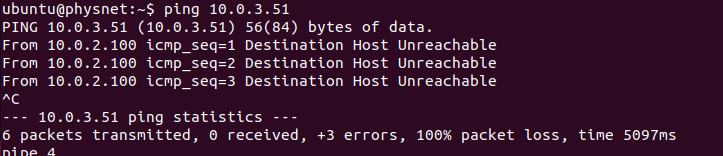 ubuntu@physnet:~$ ping 10.0.3.51
PING 10.0.3.51 (10.0.3.51) 56(84) bytes of data.
From 10.0.2.100 icmp_seq=1 Destination Host Unreachable
From 10.0.2.100 icmp_seq=2 Destination Host Unreachable
From 10.0.2.100 icmp_seq=3 Destination Host Unreachable
^C
--- 10.0.3.51 ping statistics ---
6 packets transmitted, 0 received, +3 errors, 100% packet loss, time 5097ms
pipe 4